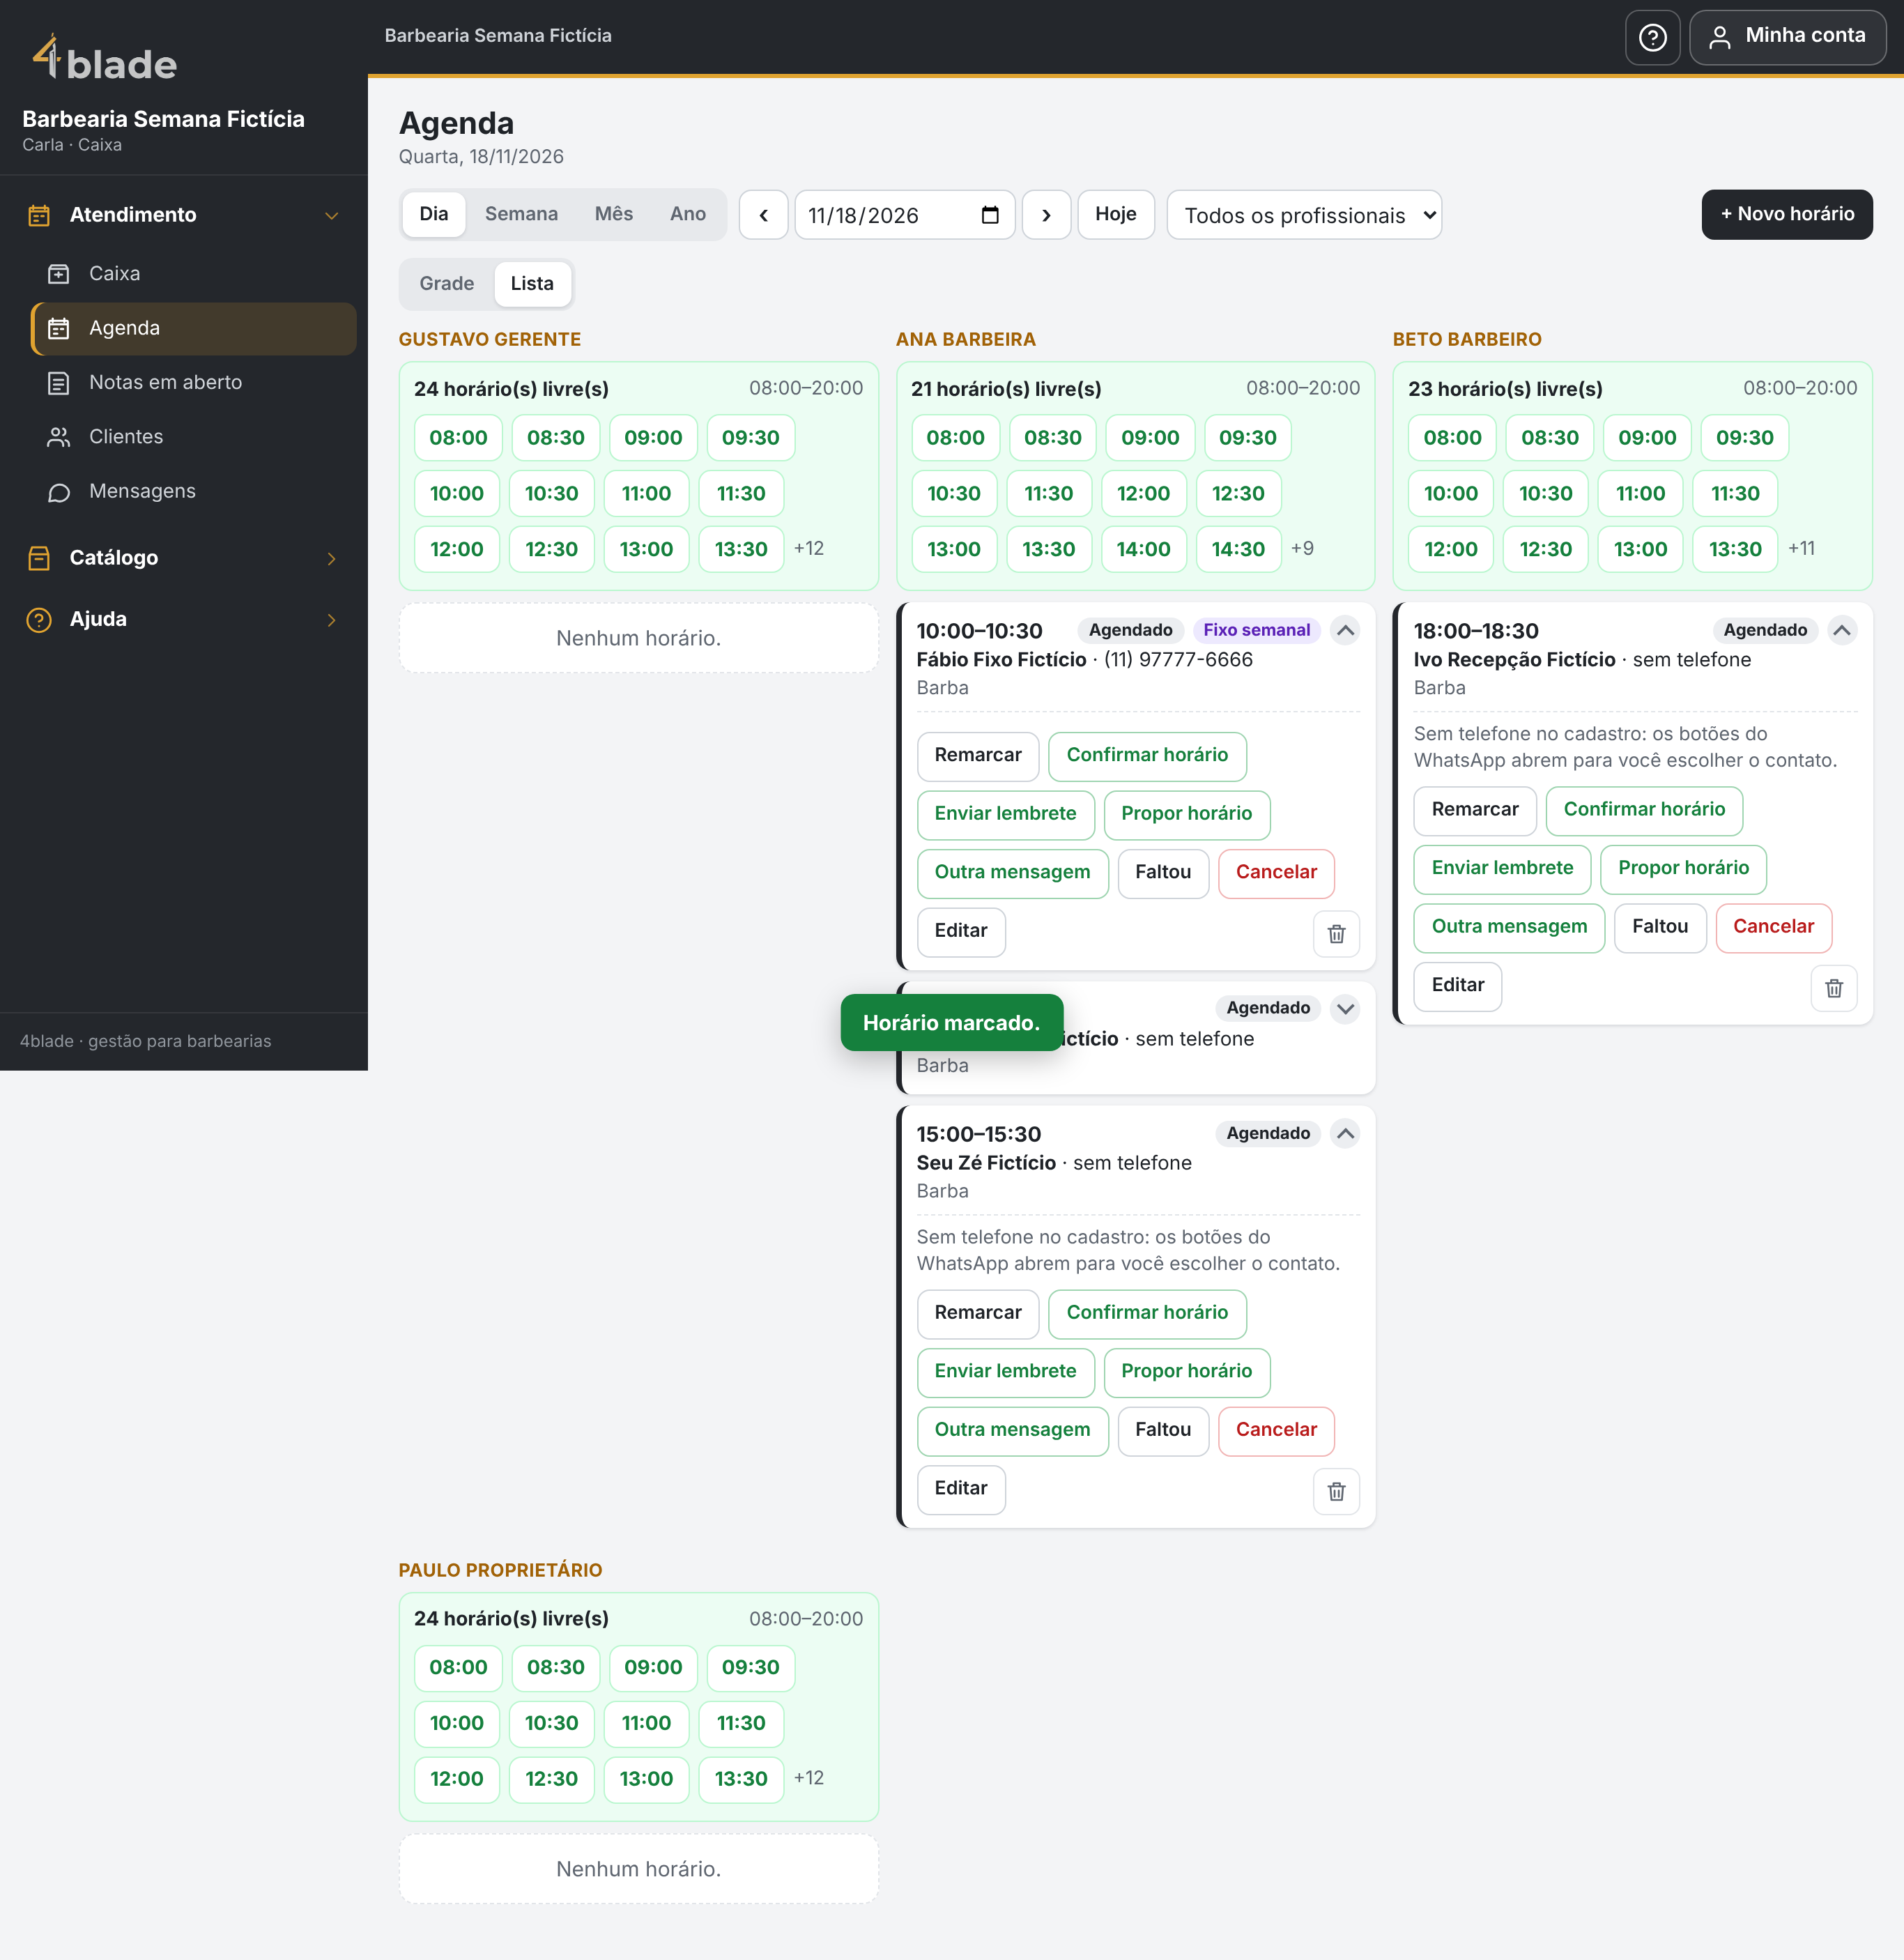 4blade
Barbearia Semana Fictícia
Carla · Caixa
Atendimento
Caixa
Agenda
Notas em aberto
Clientes
Mensagens
Catálogo
Ajuda
4blade · gestão para barbearias
Barbearia Semana Fictícia
Minha conta
Agenda
Quarta, 18/11/2026
Dia Semana Mês Ano
11/18/2026
Hoje
Todos os profissionais
+ Novo horário
Grade Lista
GUSTAVO GERENTE
24 horário(s) livre(s) 08:00–20:00
08:00 08:30 09:00 09:30
10:00 10:30 11:00 11:30
12:00 12:30 13:00 13:30 +12
Nenhum horário.
ANA BARBEIRA
21 horário(s) livre(s) 08:00–20:00
08:00 08:30 09:00 09:30
10:30 11:30 12:00 12:30
13:00 13:30 14:00 14:30 +9
10:00–10:30 Agendado Fixo semanal
Fábio Fixo Fictício · (11) 97777-6666
Barba
Remarcar Confirmar horário
Enviar lembrete Propor horário
Outra mensagem Faltou Cancelar
Editar
Agendado
Horário marcado.
· sem telefone
Barba
15:00–15:30 Agendado
Seu Zé Fictício · sem telefone
Barba
Sem telefone no cadastro: os botões do
WhatsApp abrem para você escolher o contato.
Remarcar Confirmar horário
Enviar lembrete Propor horário
Outra mensagem Faltou Cancelar
Editar
BETO BARBEIRO
23 horário(s) livre(s) 08:00–20:00
08:00 08:30 09:00 09:30
10:00 10:30 11:00 11:30
12:00 12:30 13:00 13:30 +11
18:00–18:30 Agendado
Ivo Recepção Fictício · sem telefone
Barba
Sem telefone no cadastro: os botões do
WhatsApp abrem para você escolher o contato.
Remarcar Confirmar horário
Enviar lembrete Propor horário
Outra mensagem Faltou Cancelar
Editar
PAULO PROPRIETÁRIO
24 horário(s) livre(s) 08:00–20:00
08:00 08:30 09:00 09:30
10:00 10:30 11:00 11:30
12:00 12:30 13:00 13:30 +12
Nenhum horário.